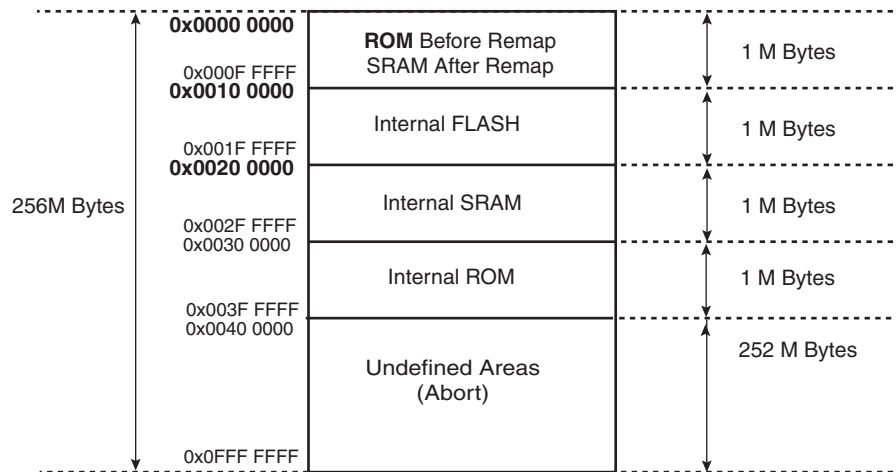 0x0000 0000
ROM Before Remap
SRAM After Remap
1 M Bytes
0x000F FFFF
0x0010 0000
Internal FLASH
1 M Bytes
0x001F FFFF
0x0020 0000
256M Bytes
Internal SRAM
1 M Bytes
0x002F FFFF
0x0030 0000
Internal ROM
1 M Bytes
0x003F FFFF
0x0040 0000
252 M Bytes
Undefined Areas
(Abort)
0x0FFF FFFF